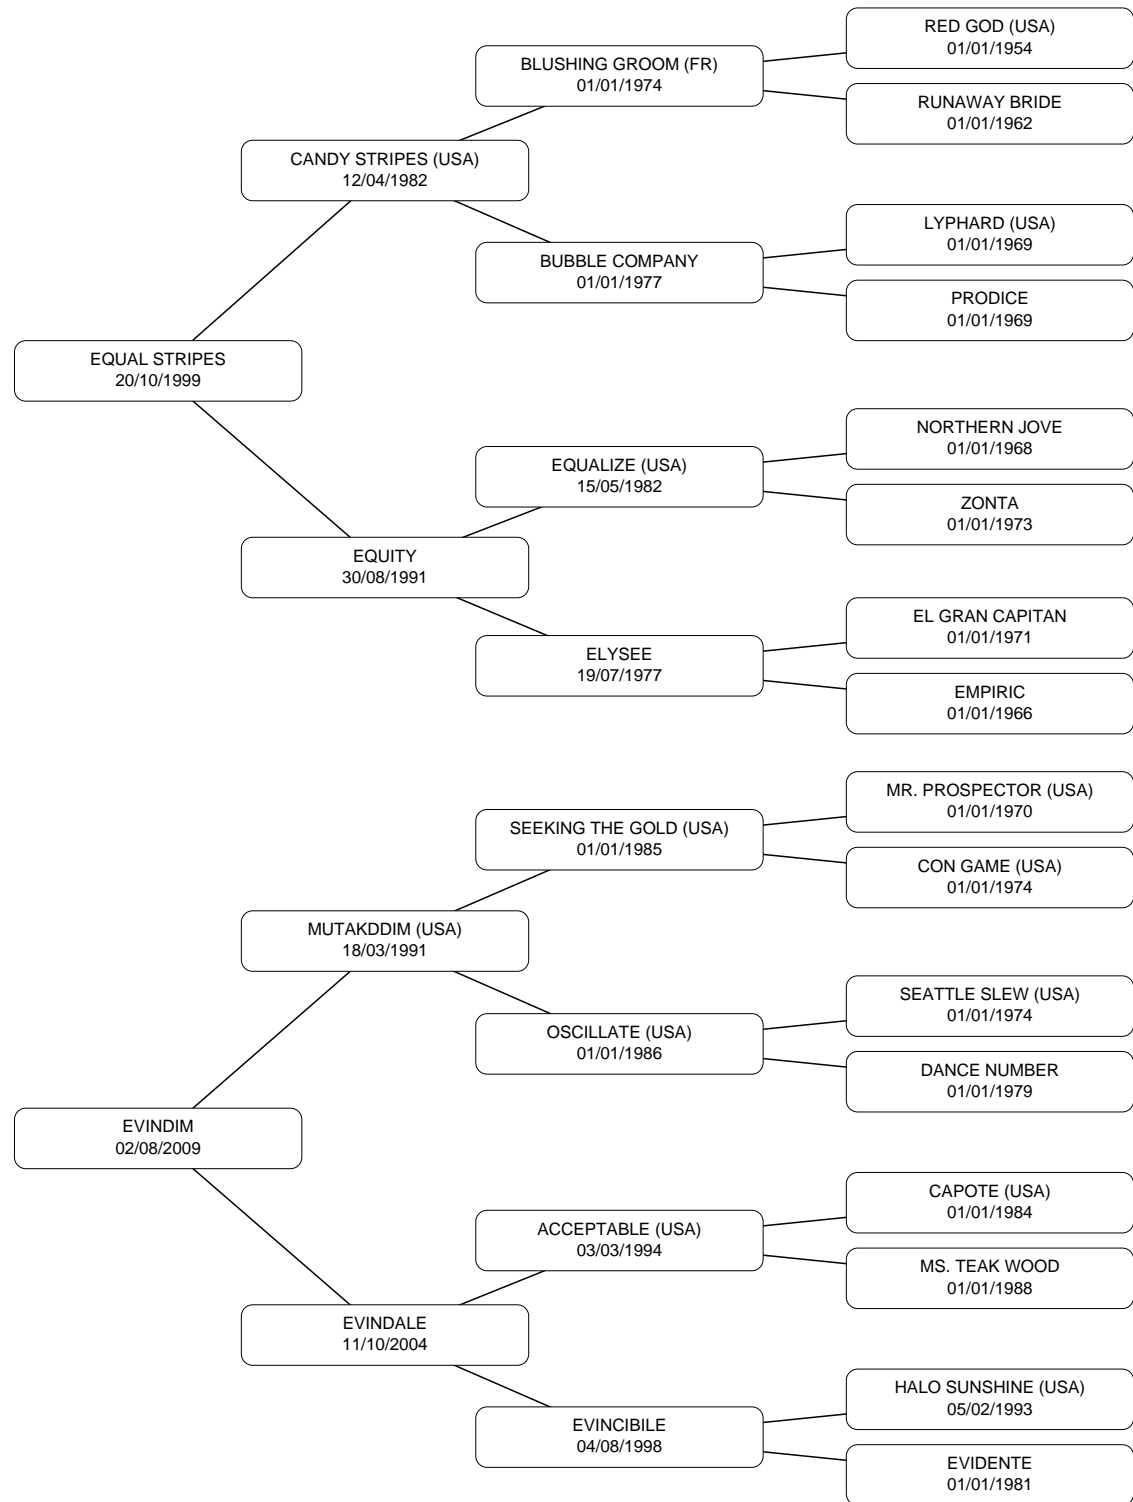 RED GOD (USA)
01/01/1954
BLUSHING GROOM (FR)
01/01/1974
RUNAWAY BRIDE
01/01/1962
CANDY STRIPES (USA)
12/04/1982
LYPHARD (USA)
01/01/1969
BUBBLE COMPANY
01/01/1977
PRODICE
01/01/1969
EQUAL STRIPES
20/10/1999
NORTHERN JOVE
01/01/1968
EQUALIZE (USA)
15/05/1982
ZONTA
01/01/1973
EQUITY
30/08/1991
EL GRAN CAPITAN
01/01/1971
ELYSEE
19/07/1977
EMPIRIC
01/01/1966
MR. PROSPECTOR (USA)
01/01/1970
SEEKING THE GOLD (USA)
01/01/1985
CON GAME (USA)
01/01/1974
MUTAKDDIM (USA)
18/03/1991
SEATTLE SLEW (USA)
01/01/1974
OSCILLATE (USA)
01/01/1986
DANCE NUMBER
01/01/1979
EVINDIM
02/08/2009
CAPOTE (USA)
01/01/1984
ACCEPTABLE (USA)
03/03/1994
MS. TEAK WOOD
01/01/1988
EVINDALE
11/10/2004
HALO SUNSHINE (USA)
05/02/1993
EVINCIBILE
04/08/1998
EVIDENTE
01/01/1981